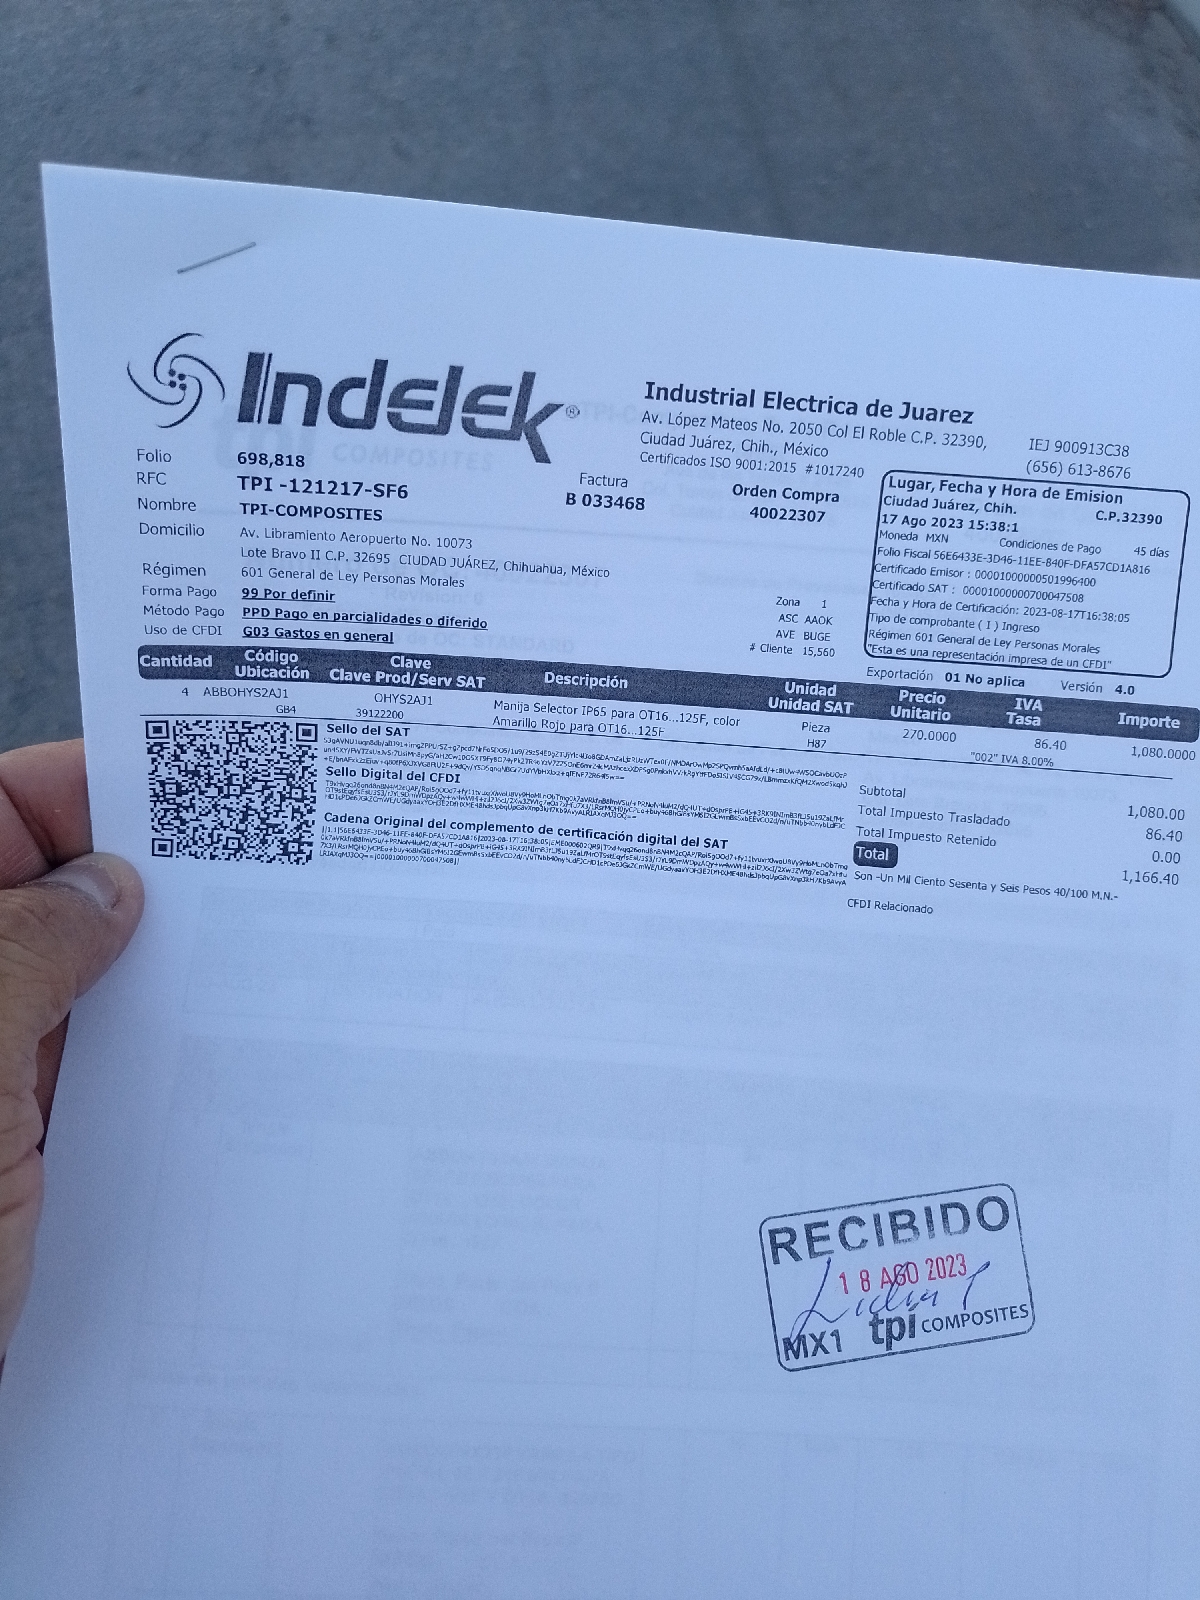 Indelek®
Industrial Electrica de Juarez
Av. López Mateos No. 2050 Col El Roble C.P. 32390,
Ciudad Juárez, Chih., México
Certificados ISO 9001:2015 #1017240
IEJ 900913C38
(656) 613-8676
Folio 698,818
RFC TPI -121217-SF6
Nombre TPI-COMPOSITES
Domicilio Av. Libramiento Aeropuerto No. 10073
Lote Bravo II C.P. 32695 CIUDAD JUÁREZ, Chihuahua, México
Régimen 601 General de Ley Personas Morales
Forma Pago 99 Por definir
Método Pago PPD Pago en parcialidades o diferido
Uso de CFDI G03 Gastos en general
Factura
B 033468
Orden Compra
40022307
Lugar, Fecha y Hora de Emision
Ciudad Juárez, Chih. C.P.32390
17 Ago 2023 15:38:1
Moneda MXN Condiciones de Pago 45 días
Folio Fiscal 56E6433E-3D46-11EE-840F-DFA57CD1A816
Certificado Emisor : 00001000000501996400
Certificado SAT : 00001000000700047508
Fecha y Hora de Certificación: 2023-08-17T16:38:05
Tipo de comprobante ( I ) Ingreso
Régimen 601 General de Ley Personas Morales
"Esta es una representación impresa de un CFDI"
Zona 1
ASC AAOK
AVE BUGE
# Cliente 15,560
Exportación 01 No aplica Versión 4.0
Cantidad Código Ubicación Clave Clave Prod/Serv SAT Descripción Unidad Unidad SAT Precio Unitario IVA Tasa Importe
4 ABBOHYS2AJ1 OHYS2AJ1 Manija Selector IP65 para OT16...125F, color Pieza 270.0000 86.40 1,080.0000
GB4 39122200 Amarillo Rojo para OT16...125F H87 "002" IVA 8.00%
Sello del SAT
Sello Digital del CFDI
Cadena Original del complemento de certificación digital del SAT
Subtotal 1,080.00
Total Impuesto Trasladado 86.40
Total Impuesto Retenido 0.00
Total 1,166.40
Son -Un Mil Ciento Sesenta y Seis Pesos 40/100 M.N.-
CFDI Relacionado
RECIBIDO
18 AGO 2023
MX1 tpi COMPOSITES